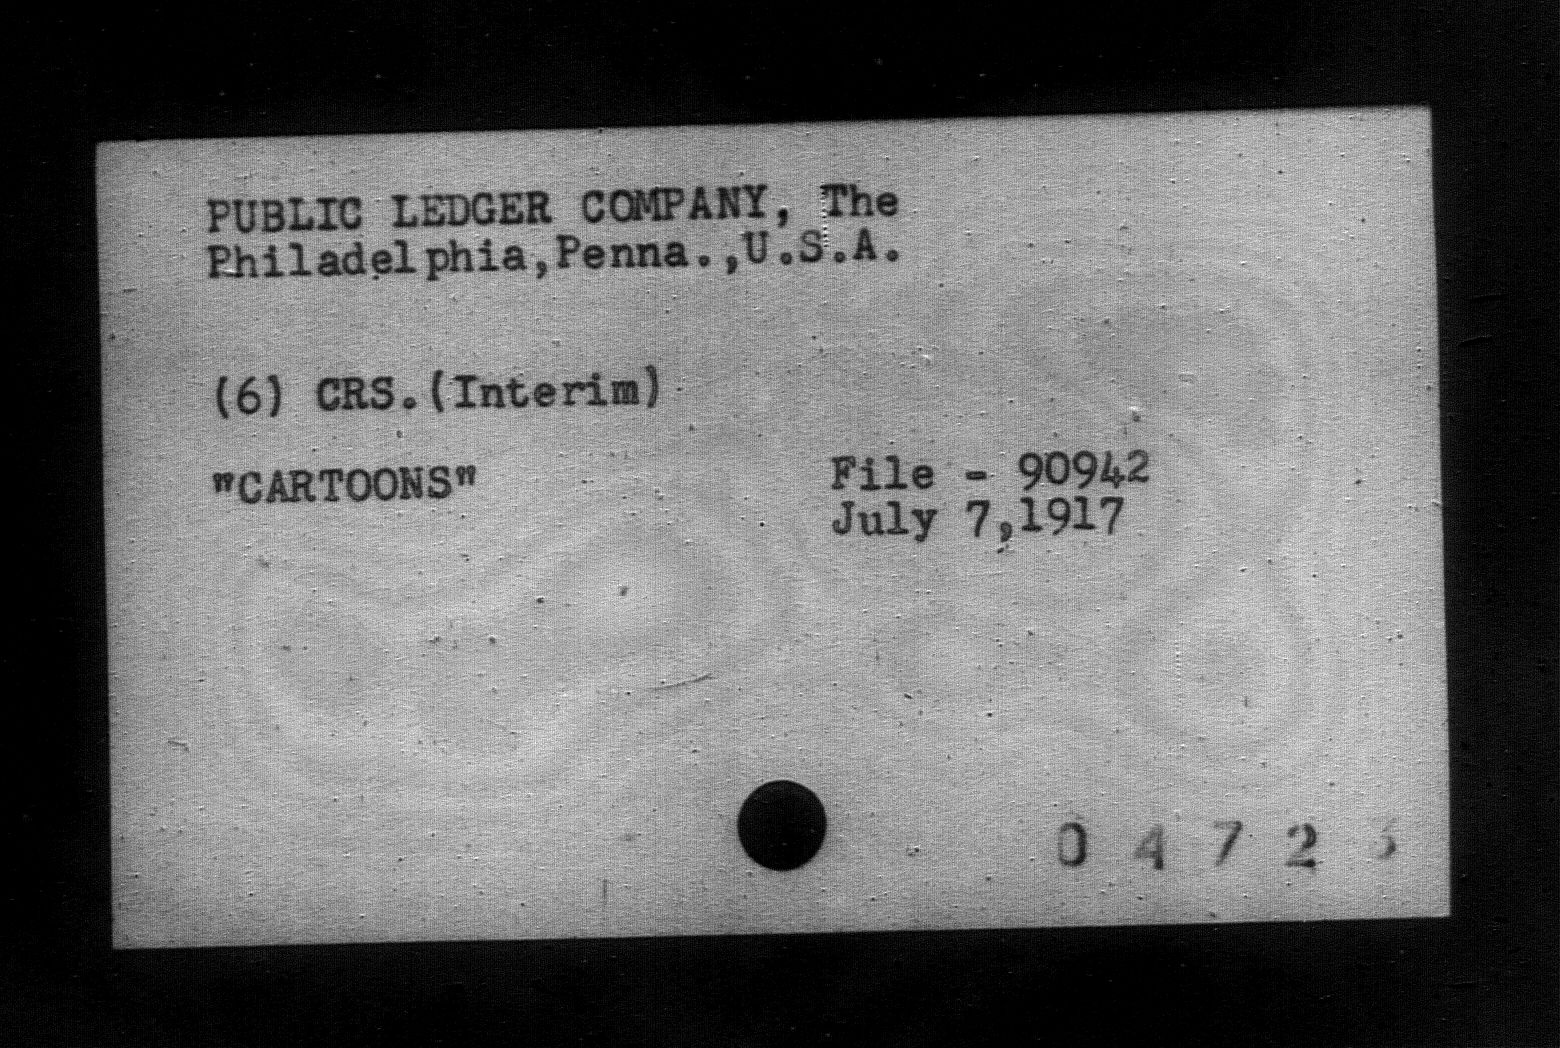 PUBLIC LEDGER COMPANY, The
Philadelphia,Penna.,U.S.A.
(6) CRS.(Interim)
"CARTOONS"
File - 90942
July 7,1917
0 4 7 2